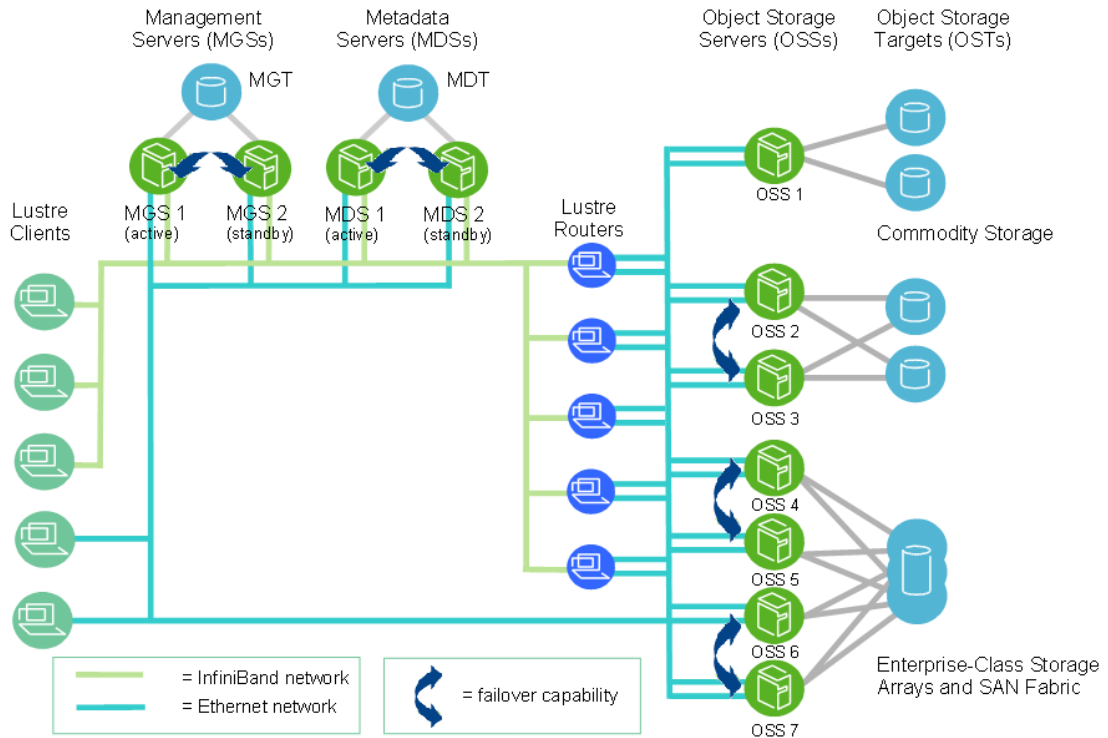 Management
Servers (MGSs)
Metadata
Servers (MDSs)
Object Storage
Servers (OSSs)
Object Storage
Targets (OSTs)
MGT
MDT
OSS 1
Lustre
Clients
MGS 1
(active)
MGS 2
(standby)
MDS 1
(active)
MDS 2
(standby)
Lustre
Routers
Commodity Storage
OSS 2
OSS 3
OSS 4
OSS 5
OSS 6
OSS 7
Enterprise-Class Storage
Arrays and SAN Fabric
= InfiniBand network
= Ethernet network
= failover capability